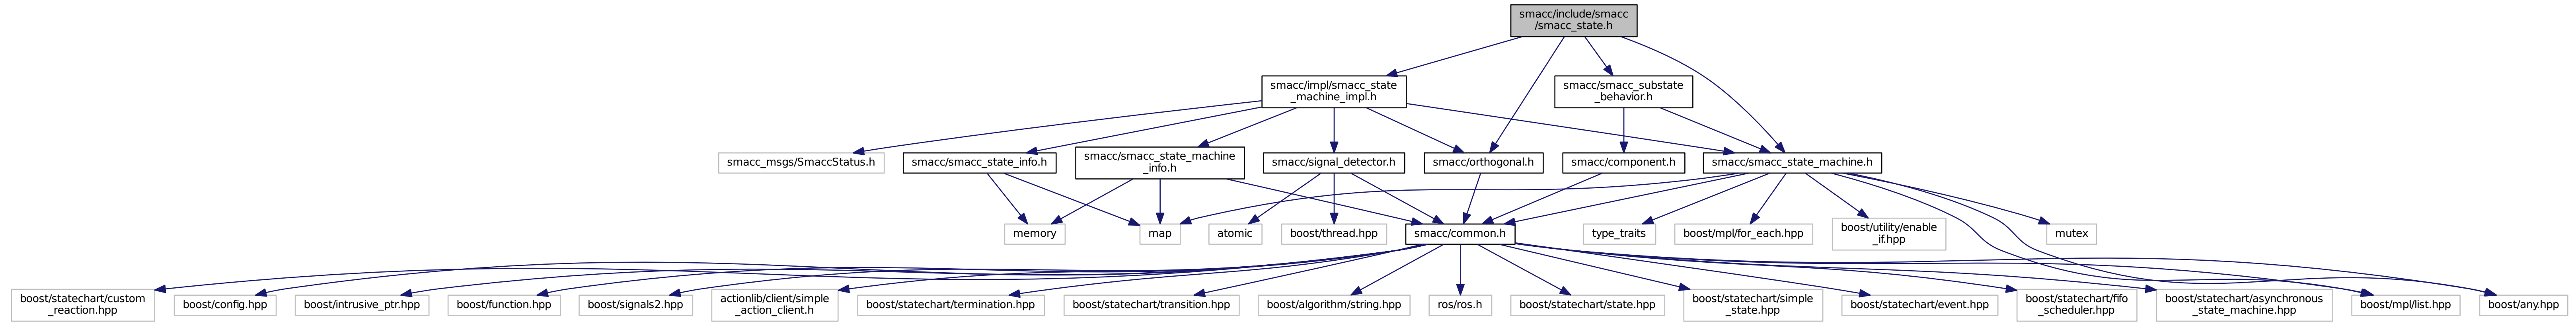 smacc/include/smacc
/smacc_state.h
smacc/impl/smacc_state
_machine_impl.h
smacc/smacc_substate
_behavior.h
smacc_msgs/SmaccStatus.h
smacc/smacc_state_info.h
smacc/smacc_state_machine
_info.h
smacc/signal_detector.h
smacc/orthogonal.h
smacc/component.h
smacc/smacc_state_machine.h
memory
map
atomic
boost/thread.hpp
smacc/common.h
type_traits
boost/mpl/for_each.hpp
boost/utility/enable
_if.hpp
mutex
boost/statechart/custom
_reaction.hpp
boost/config.hpp
boost/intrusive_ptr.hpp
boost/function.hpp
boost/signals2.hpp
actionlib/client/simple
_action_client.h
boost/statechart/termination.hpp
boost/statechart/transition.hpp
boost/algorithm/string.hpp
ros/ros.h
boost/statechart/state.hpp
boost/statechart/simple
_state.hpp
boost/statechart/event.hpp
boost/statechart/fifo
_scheduler.hpp
boost/statechart/asynchronous
_state_machine.hpp
boost/mpl/list.hpp
boost/any.hpp